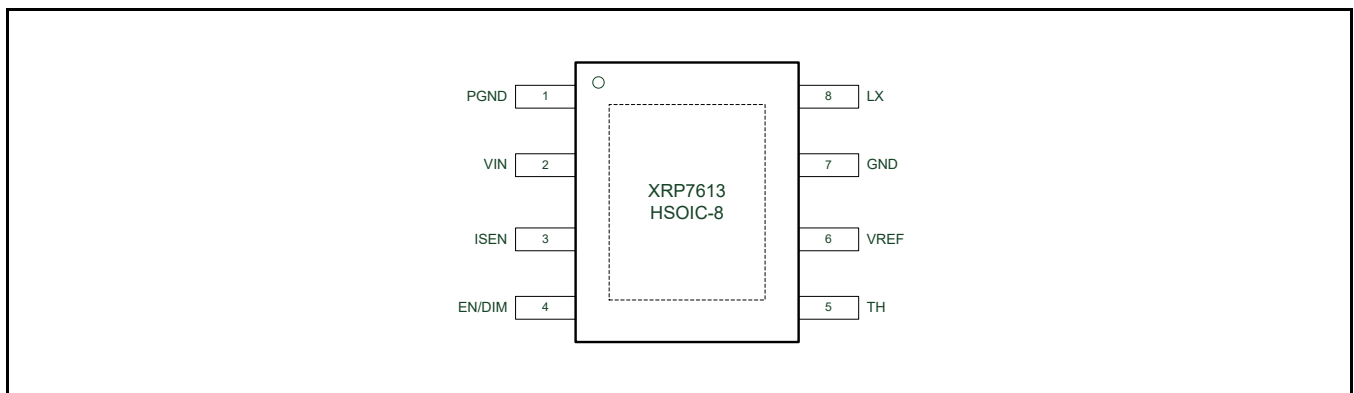 PGND 1
8 LX
VIN 2
7 GND
XRP7613
HSOIC-8
ISEN 3
6 VREF
EN/DIM 4
5 TH